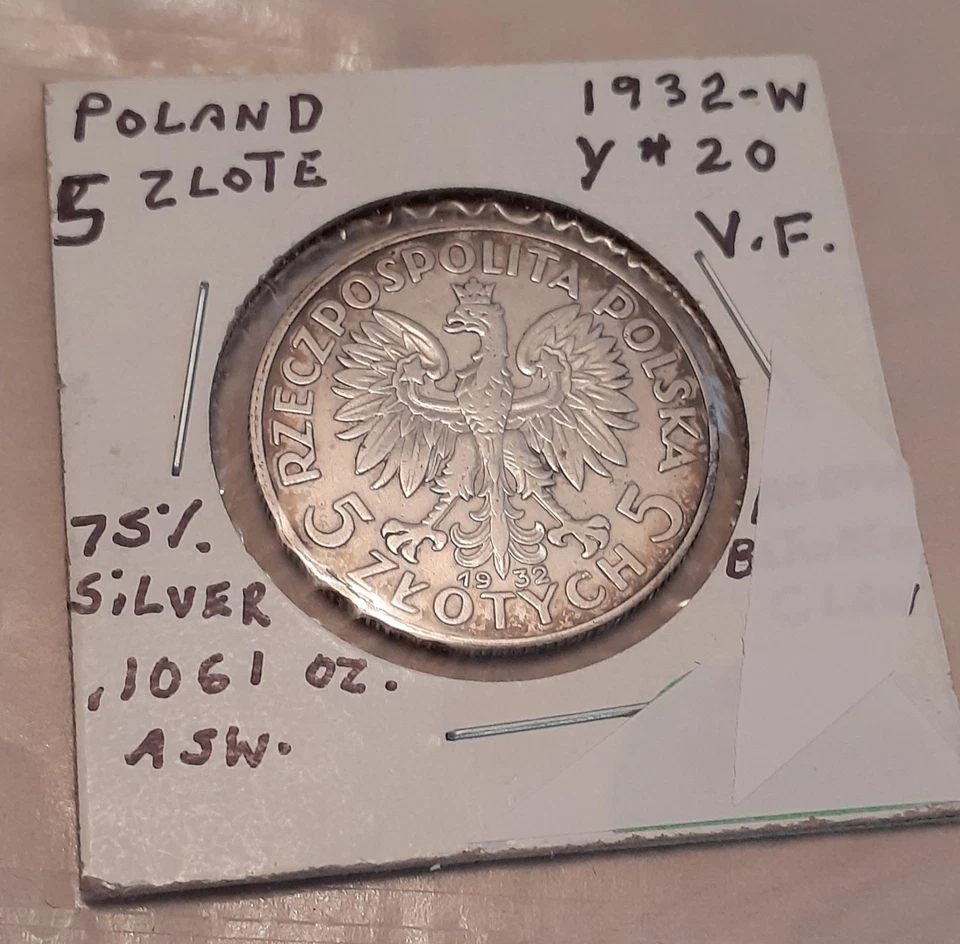 POLAND
5 ZLOTE
1932-W
Y # 20
V.F.
RZECZPOSPOLITA POLSKA
5 ZŁOTYCH 5
19 32
75%
SiLVER
.1061 OZ.
ASW.
B